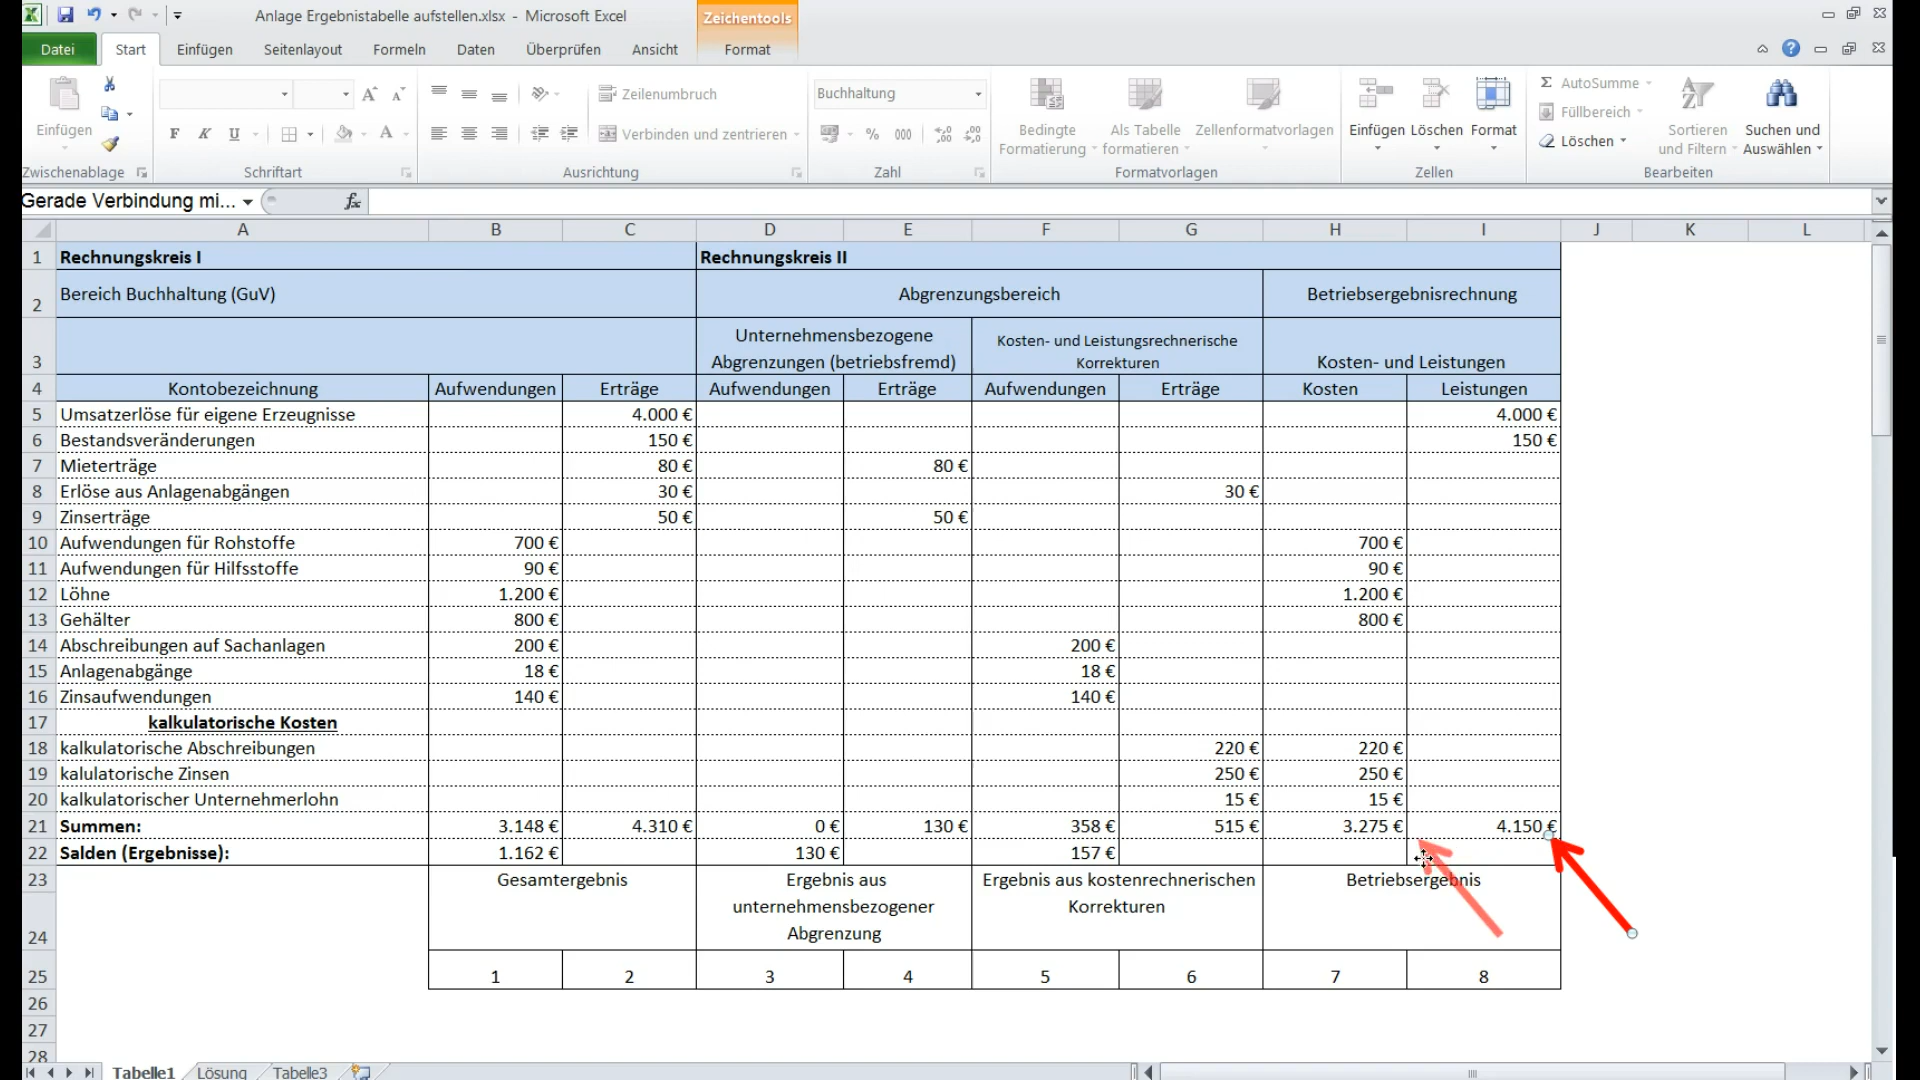 Anlage Ergebnistabelle aufstellen.xlsx - Microsoft Excel
Zeichentools
Datei Start Einfügen Seitenlayout Formeln Daten Überprüfen Ansicht Format
Einfügen
Zwischenablage
F K U
Schriftart
Zeilenumbruch
Verbinden und zentrieren
Ausrichtung
Buchhaltung
% 000
Zahl
Bedingte Formatierung
Als Tabelle formatieren
Zellenformatvorlagen
Formatvorlagen
Einfügen Löschen Format
Zellen
Σ AutoSumme
Füllbereich
Löschen
Sortieren und Filtern
Suchen und Auswählen
Bearbeiten
Gerade Verbindung mi... fx
A B C D E F G H I J K L
1 Rechnungskreis I Rechnungskreis II
2 Bereich Buchhaltung (GuV) Abgrenzungsbereich Betriebsergebnisrechnung
Unternehmensbezogene Kosten- und Leistungsrechnerische
3 Abgrenzungen (betriebsfremd) Korrekturen Kosten- und Leistungen
4 Kontobezeichnung Aufwendungen Erträge Aufwendungen Erträge Aufwendungen Erträge Kosten Leistungen
5 Umsatzerlöse für eigene Erzeugnisse 4.000 € 4.000 €
6 Bestandsveränderungen 150 € 150 €
7 Mieterträge 80 € 80 €
8 Erlöse aus Anlagenabgängen 30 € 30 €
9 Zinserträge 50 € 50 €
10 Aufwendungen für Rohstoffe 700 € 700 €
11 Aufwendungen für Hilfsstoffe 90 € 90 €
12 Löhne 1.200 € 1.200 €
13 Gehälter 800 € 800 €
14 Abschreibungen auf Sachanlagen 200 € 200 €
15 Anlagenabgänge 18 € 18 €
16 Zinsaufwendungen 140 € 140 €
17 kalkulatorische Kosten
18 kalkulatorische Abschreibungen 220 € 220 €
19 kalulatorische Zinsen 250 € 250 €
20 kalkulatorischer Unternehmerlohn 15 € 15 €
21 Summen: 3.148 € 4.310 € 0 € 130 € 358 € 515 € 3.275 € 4.150 €
22 Salden (Ergebnisse): 1.162 € 130 € 157 €
23 Gesamtergebnis Ergebnis aus Ergebnis aus kostenrechnerischen Betriebsergebnis
unternehmensbezogener Korrekturen
24 Abgrenzung
25 1 2 3 4 5 6 7 8
26
27
28
Tabelle1 Lösung Tabelle3